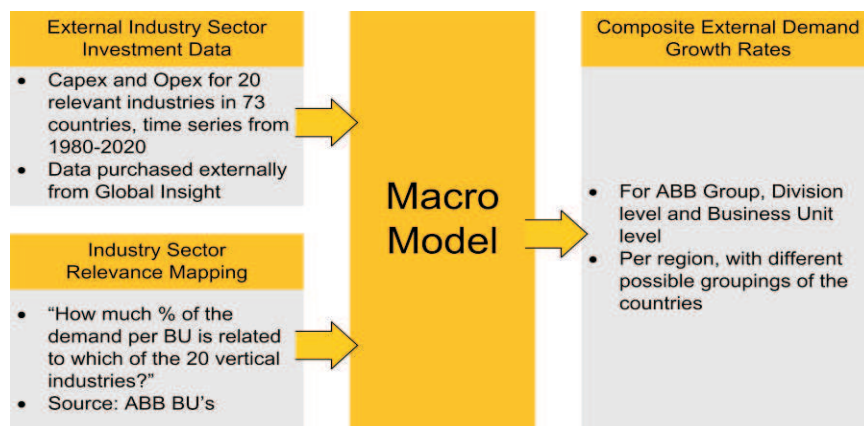 External Industry Sector
Investment Data
• Capex and Opex for 20
relevant industries in 73
countries, time series from
1980-2020
• Data purchased externally
from Global Insight
Industry Sector
Relevance Mapping
• “How much % of the
demand per BU is related
to which of the 20 vertical
industries?”
• Source: ABB BU's
Macro
Model
Composite External Demand
Growth Rates
• For ABB Group, Division
level and Business Unit
level
• Per region, with different
possible groupings of the
countries